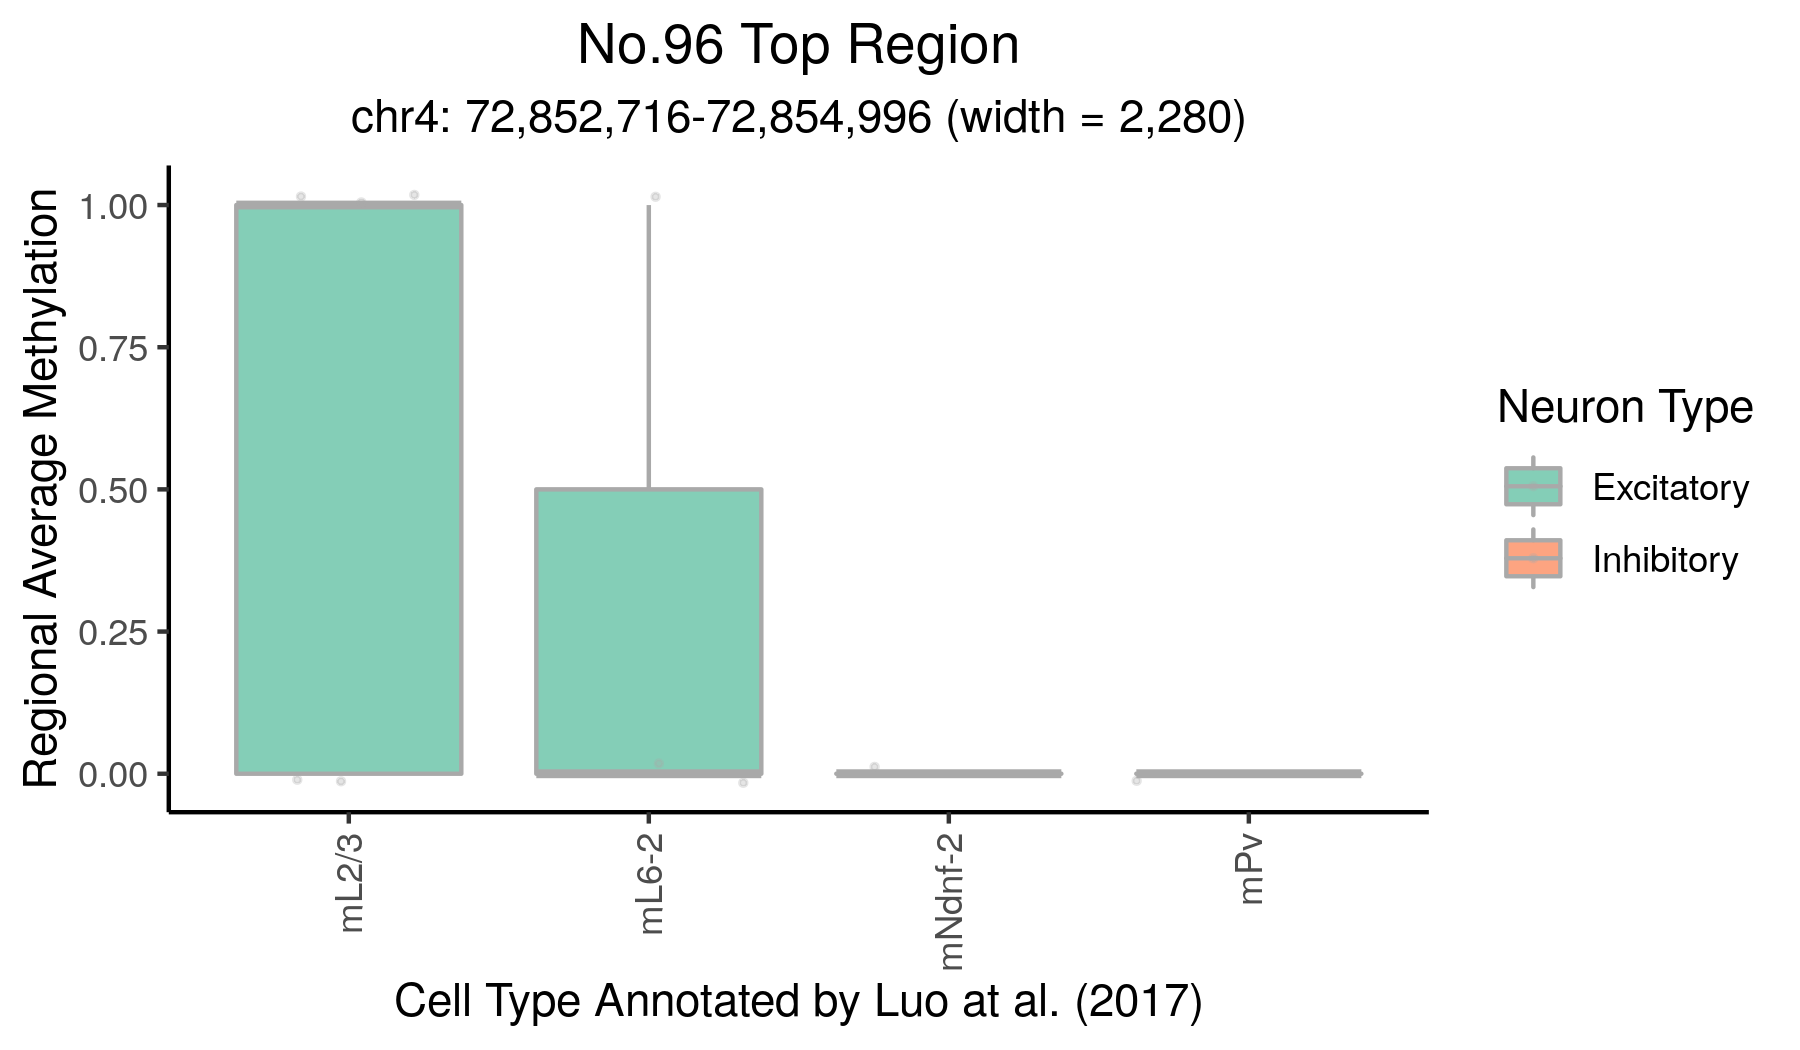 No.96 Top Region
chr4: 72,852,716-72,854,996 (width = 2,280)
Regional Average Methylation
1.00
0.75
0.50
0.25
0.00
mL2/3
mL6-2
mNdnf-2
mPv
Cell Type Annotated by Luo at al. (2017)
Neuron Type
Excitatory
Inhibitory